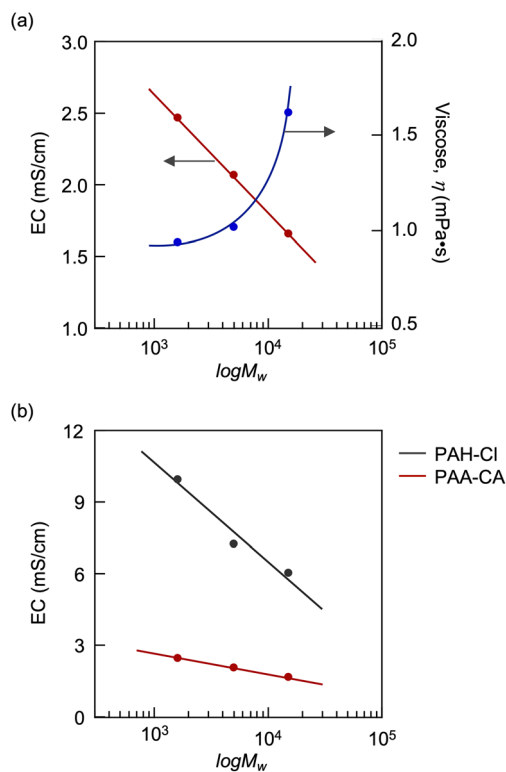 (a)
3.0
2.5
2.0
1.5
1.0
EC (mS/cm)
2.0
1.5
1.0
0.5
Viscose, η (mPa•s)
10³
10⁴
10⁵
logMw
(b)
12
9
6
3
0
EC (mS/cm)
PAH-Cl
PAA-CA
10³
10⁴
10⁵
logMw